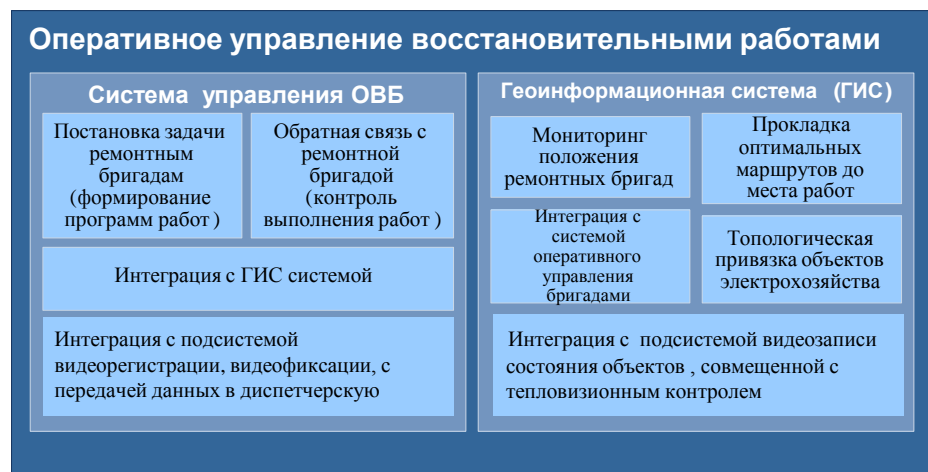 Оперативное управление восстановительными работами
Система управления ОВБ
Постановка задачи
ремонтным
бригадам
(формирование
программ работ )
Обратная связь с
ремонтной
бригадой
(контроль
выполнения работ )
Интеграция с ГИС системой
Интеграция с подсистемой
видеорегистрации, видеофиксации, с
передачей данных в диспетчерскую
Геоинформационная система (ГИС)
Мониторинг
положения
ремонтных бригад
Прокладка
оптимальных
маршрутов до
места работ
Интеграция с
системой
оперативного
управления
бригадами
Топологическая
привязка объектов
электрохозяйства
Интеграция с подсистемой видеозаписи
состояния объектов , совмещенной с
тепловизионным контролем